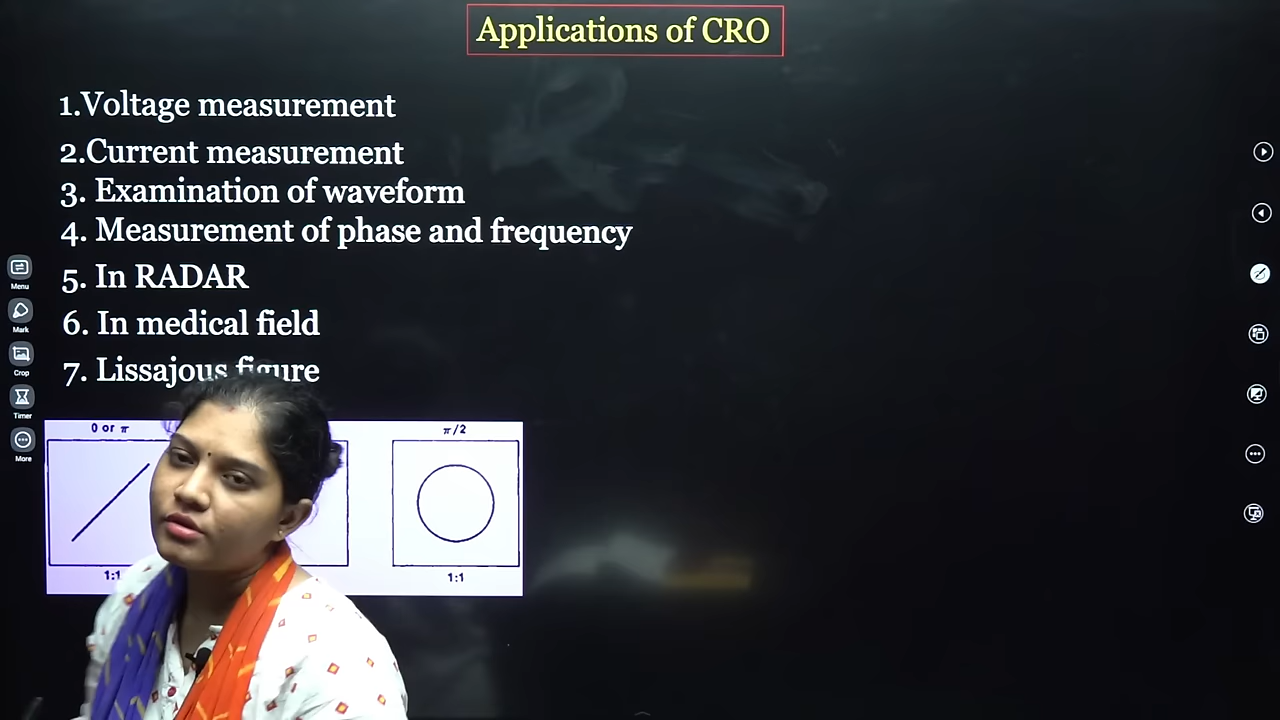 Applications of CRO
1.Voltage measurement
2.Current measurement
3. Examination of waveform
4. Measurement of phase and frequency
5. In RADAR
6. In medical field
7. Lissajous figure
0 or π
π/2
1:1
1:1
Menu
Mark
Crop
Timer
More